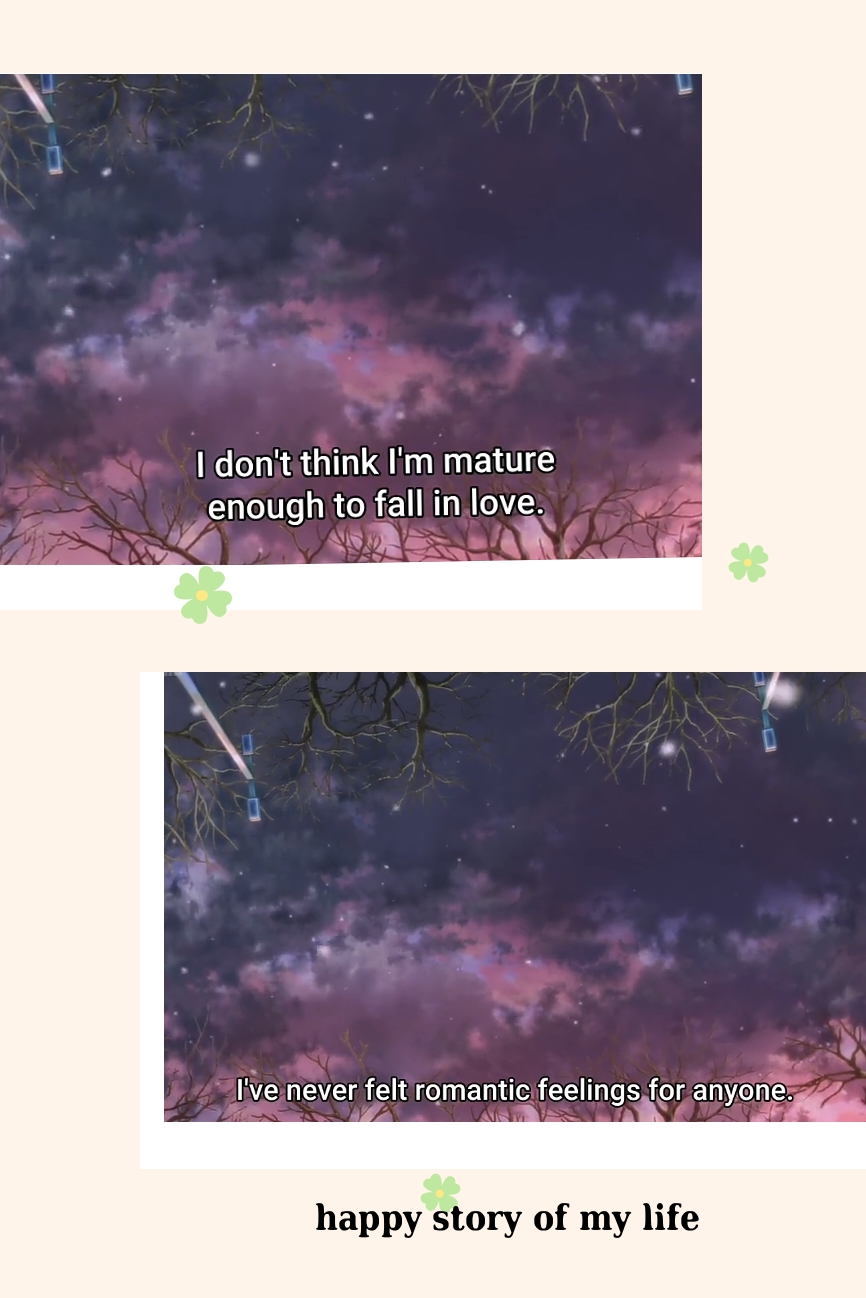 I don't think I'm mature
enough to fall in love.
I've never felt romantic feelings for anyone.
happy story of my life